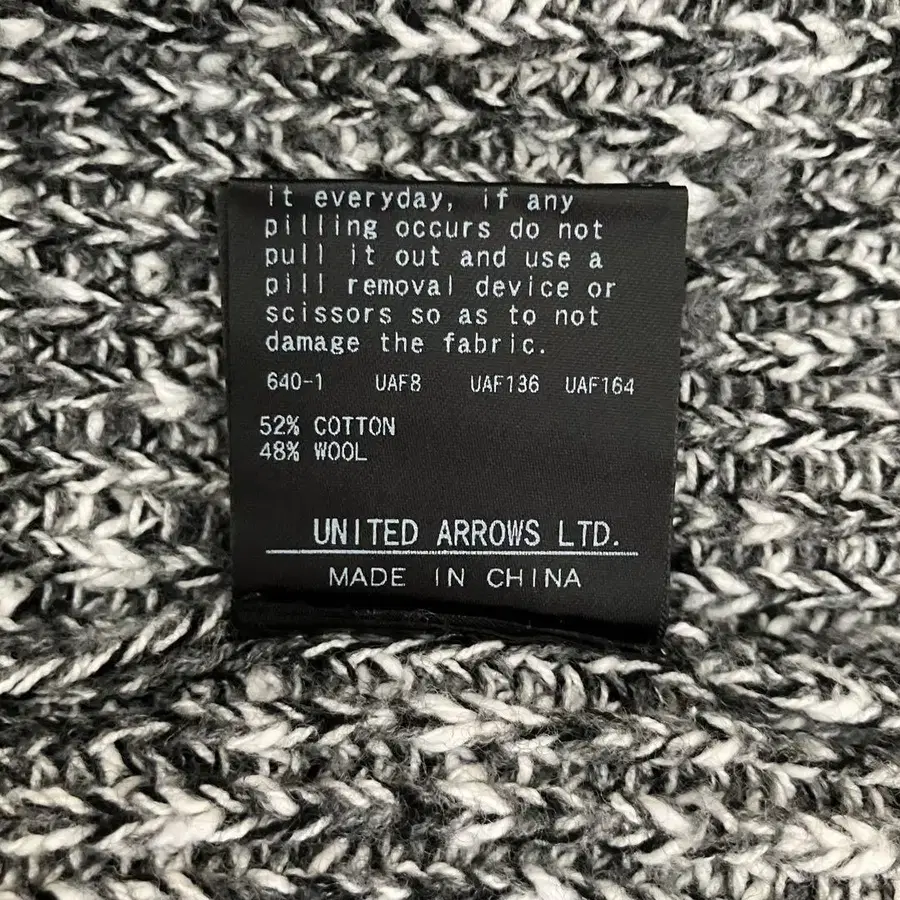 it everyday, if any
pilling occurs do not
pull it out and use a
pill removal device or
scissors so as to not
damage the fabric.
640-1 UAF8 UAF136 UAF164
52% COTTON
48% WOOL
UNITED ARROWS LTD.
MADE IN CHINA